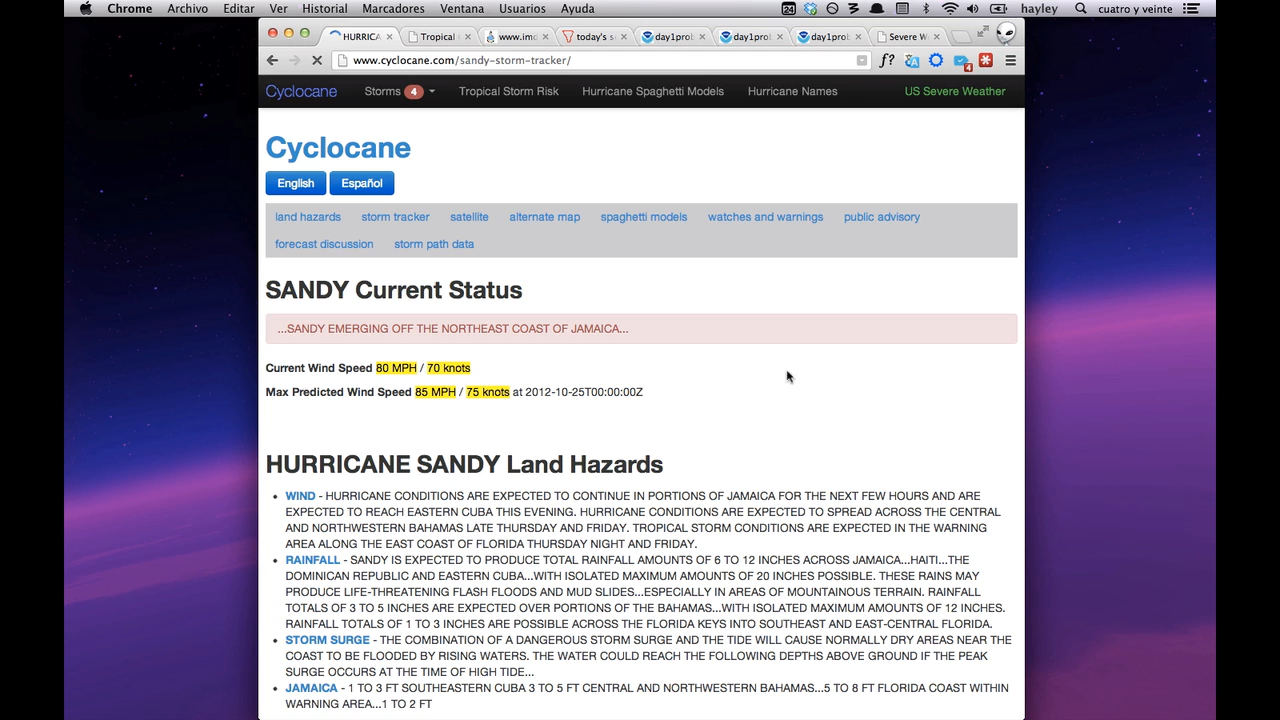 Chrome Archivo Editar Ver Historial Marcadores Ventana Usuarios Ayuda 24 hayley cuatro y veinte
HURRICA Tropical www.imd today's s day1prob day1prob day1prob Severe W
www.cyclocane.com/sandy-storm-tracker/ f? 4
Cyclocane Storms 4 Tropical Storm Risk Hurricane Spaghetti Models Hurricane Names US Severe Weather
Cyclocane
English Español
land hazards storm tracker satellite alternate map spaghetti models watches and warnings public advisory
forecast discussion storm path data
SANDY Current Status
...SANDY EMERGING OFF THE NORTHEAST COAST OF JAMAICA...
Current Wind Speed 80 MPH / 70 knots
Max Predicted Wind Speed 85 MPH / 75 knots at 2012-10-25T00:00:00Z
HURRICANE SANDY Land Hazards
• WIND - HURRICANE CONDITIONS ARE EXPECTED TO CONTINUE IN PORTIONS OF JAMAICA FOR THE NEXT FEW HOURS AND ARE
EXPECTED TO REACH EASTERN CUBA THIS EVENING. HURRICANE CONDITIONS ARE EXPECTED TO SPREAD ACROSS THE CENTRAL
AND NORTHWESTERN BAHAMAS LATE THURSDAY AND FRIDAY. TROPICAL STORM CONDITIONS ARE EXPECTED IN THE WARNING
AREA ALONG THE EAST COAST OF FLORIDA THURSDAY NIGHT AND FRIDAY.
• RAINFALL - SANDY IS EXPECTED TO PRODUCE TOTAL RAINFALL AMOUNTS OF 6 TO 12 INCHES ACROSS JAMAICA...HAITI...THE
DOMINICAN REPUBLIC AND EASTERN CUBA...WITH ISOLATED MAXIMUM AMOUNTS OF 20 INCHES POSSIBLE. THESE RAINS MAY
PRODUCE LIFE-THREATENING FLASH FLOODS AND MUD SLIDES...ESPECIALLY IN AREAS OF MOUNTAINOUS TERRAIN. RAINFALL
TOTALS OF 3 TO 5 INCHES ARE EXPECTED OVER PORTIONS OF THE BAHAMAS...WITH ISOLATED MAXIMUM AMOUNTS OF 12 INCHES.
RAINFALL TOTALS OF 1 TO 3 INCHES ARE POSSIBLE ACROSS THE FLORIDA KEYS INTO SOUTHEAST AND EAST-CENTRAL FLORIDA.
• STORM SURGE - THE COMBINATION OF A DANGEROUS STORM SURGE AND THE TIDE WILL CAUSE NORMALLY DRY AREAS NEAR THE
COAST TO BE FLOODED BY RISING WATERS. THE WATER COULD REACH THE FOLLOWING DEPTHS ABOVE GROUND IF THE PEAK
SURGE OCCURS AT THE TIME OF HIGH TIDE...
• JAMAICA - 1 TO 3 FT SOUTHEASTERN CUBA 3 TO 5 FT CENTRAL AND NORTHWESTERN BAHAMAS...5 TO 8 FT FLORIDA COAST WITHIN
WARNING AREA...1 TO 2 FT